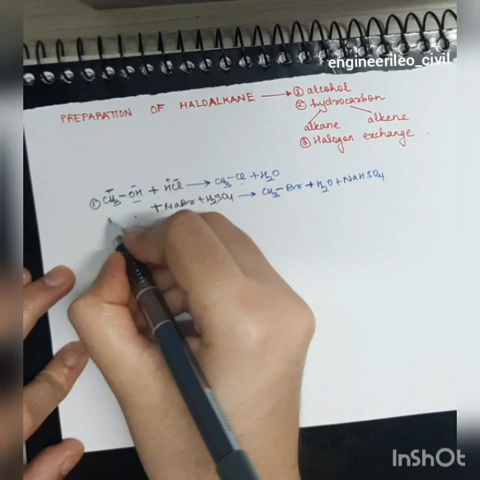 engineerileo_civil
PREPARATION OF HALOALKANE → ① alcohol
② hydrocarbon
alkane alkene
③ Halogen exchange
① CH₃-OH + HCl → CH₃-Cl + H₂O
+ NaBr + H₂SO₄ → CH₃-Br + H₂O + NaHSO₄
InShOt